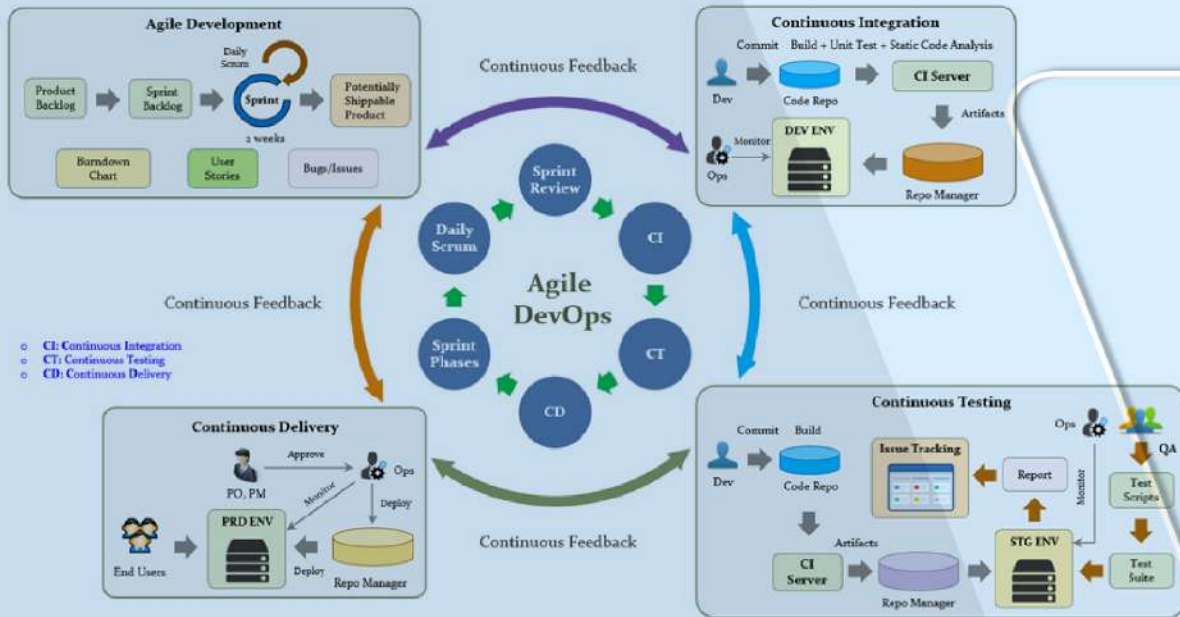 Agile Development
Daily
Scrum
Product
Backlog
Sprint
Backlog
Sprint
Potentially
Shippable
Product
2 weeks
Burndown
Chart
User
Stories
Bugs/Issues
Continuous Feedback
Continuous Integration
Commit
Build + Unit Test + Static Code Analysis
Dev
Code Repo
CI Server
Artifacts
DEV ENV
Monitor
Ops
Repo Manager
Sprint
Review
Daily
Scrum
CI
Agile
DevOps
Sprint
Phases
CT
CD
Continuous Feedback
Continuous Feedback
CI: Continuous Integration
CT: Continuous Testing
CD: Continuous Delivery
Continuous Delivery
Approve
PO, PM
Ops
Monitor
Deploy
PRD ENV
End Users
Deploy
Repo Manager
Continuous Feedback
Continuous Testing
Commit
Build
Dev
Code Repo
Issue Tracking
Ops
QA
Report
Monitor
Test
Scripts
Artifacts
STG ENV
CI
Server
Repo Manager
Test
Suite